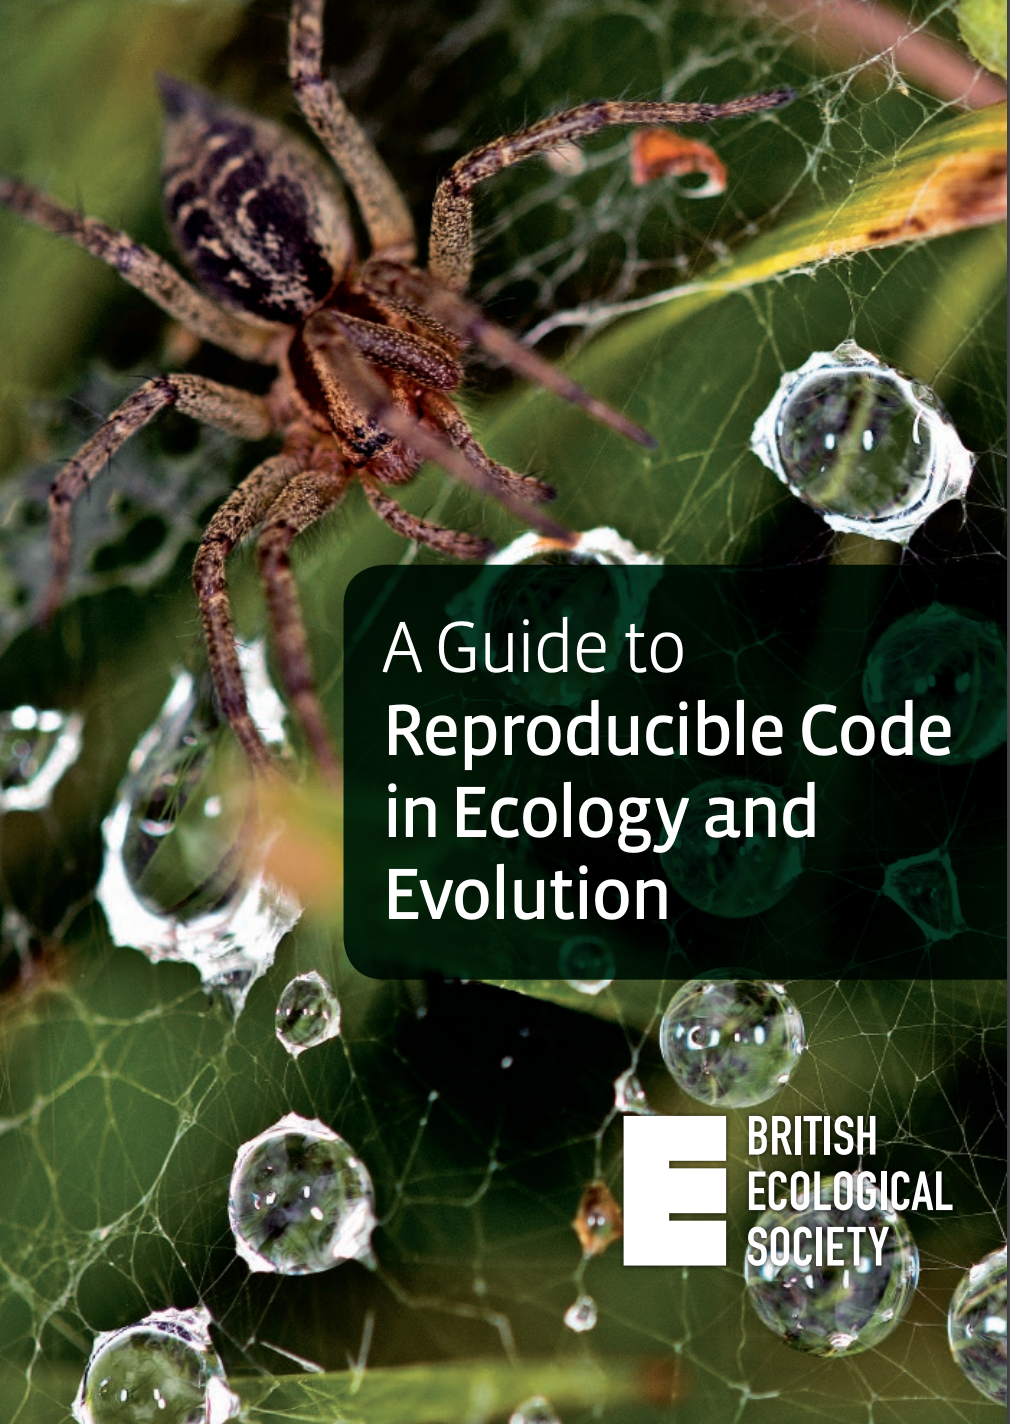 A Guide to
Reproducible Code
in Ecology and
Evolution
BRITISH
ECOLOGICAL
SOCIETY